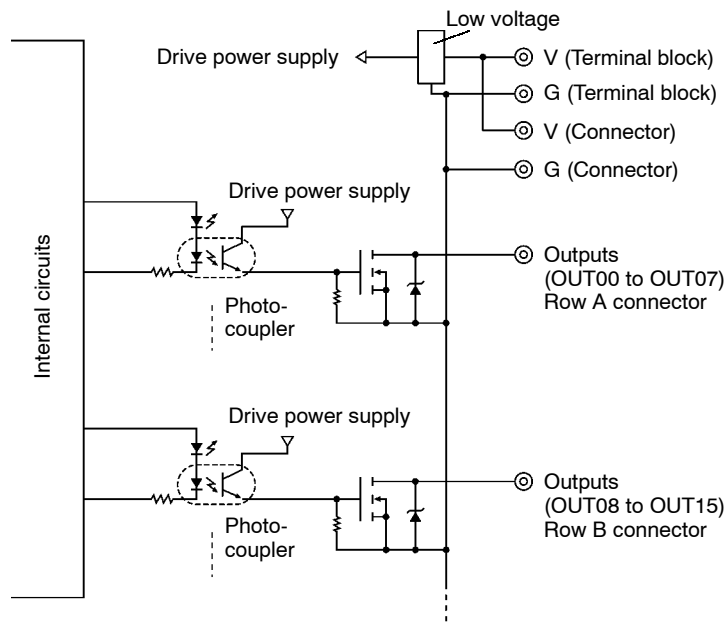 Low voltage
Drive power supply
V (Terminal block)
G (Terminal block)
V (Connector)
G (Connector)
Drive power supply
Internal circuits
Photo-
coupler
Outputs
(OUT00 to OUT07)
Row A connector
Drive power supply
Photo-
coupler
Outputs
(OUT08 to OUT15)
Row B connector